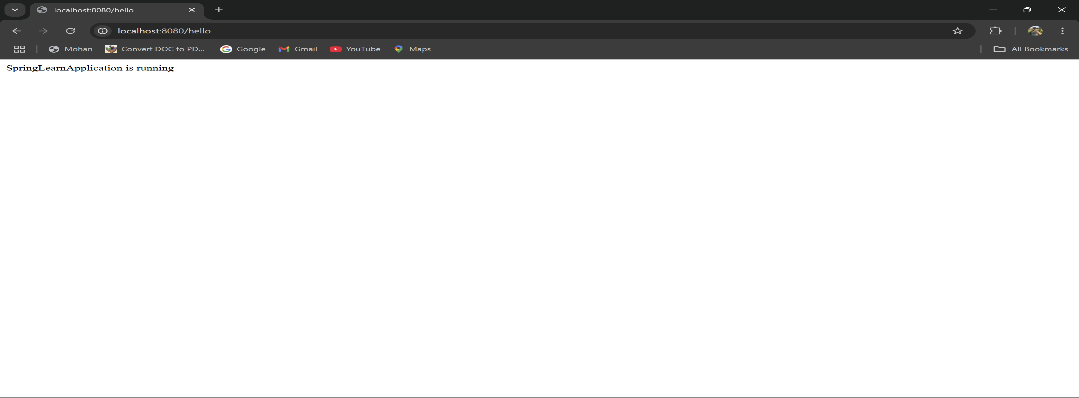 localhost:8080/hello
localhost:8080/hello
Mohan Convert DOC to PD... Google Gmail YouTube Maps All Bookmarks
SpringLearnApplication is running